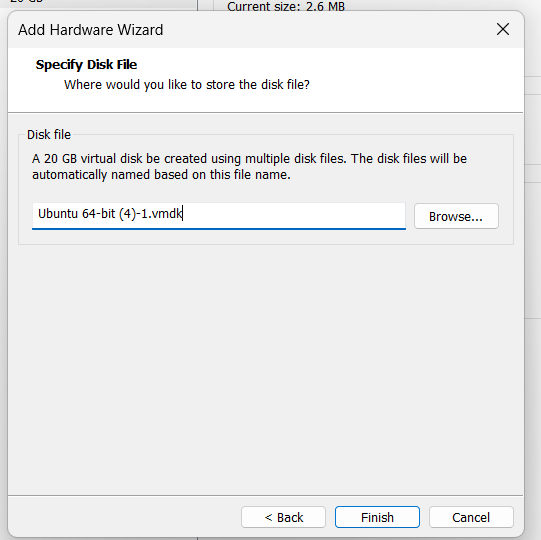 20 GB
Current size: 2.6 MB
Add Hardware Wizard
Specify Disk File
Where would you like to store the disk file?
Disk file
A 20 GB virtual disk be created using multiple disk files. The disk files will be
automatically named based on this file name.
Ubuntu 64-bit (4)-1.vmdk
Browse...
< Back
Finish
Cancel